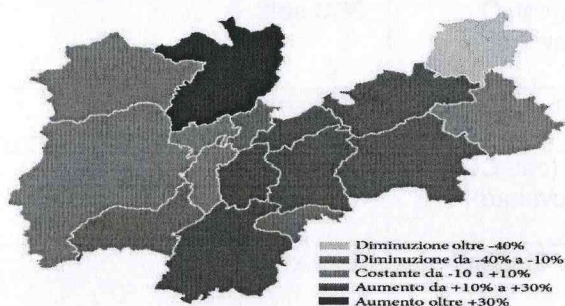 Diminuzione oltre -40%
Diminuzione da -40% a -10%
Costante da -10 a +10%
Aumento da +10% a +30%
Aumento oltre +30%